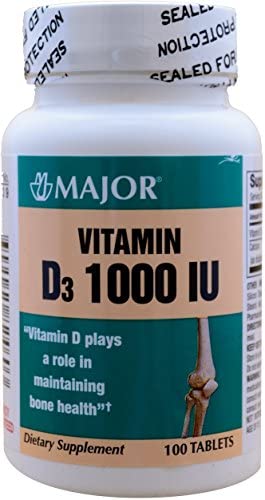 SEALED FOR
PROTECTION
MAJOR®
VITAMIN
D3 1000 IU
"Vitamin D plays
a role in
maintaining
bone health"†
Dietary Supplement
100 TABLETS